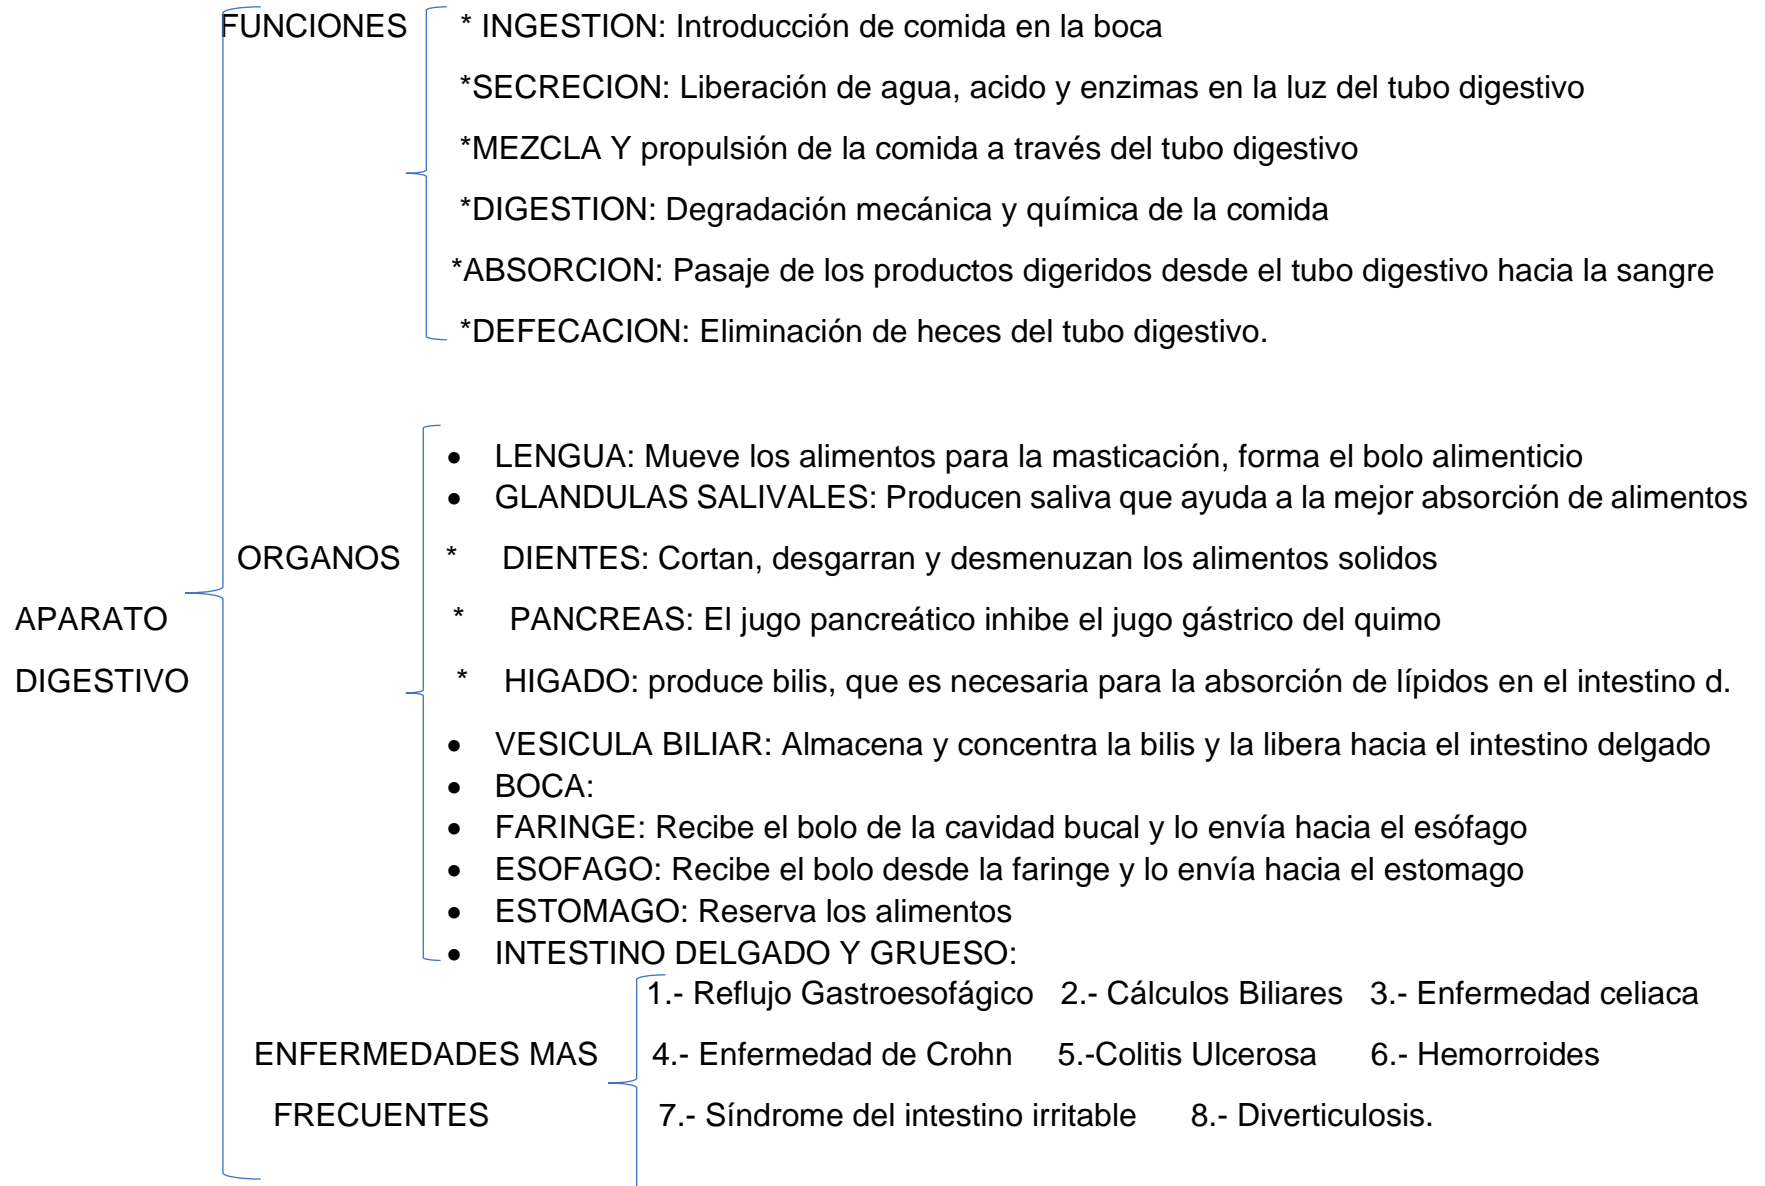 FUNCIONES * INGESTION: Introducción de comida en la boca
*SECRECION: Liberación de agua, acido y enzimas en la luz del tubo digestivo
*MEZCLA Y propulsión de la comida a través del tubo digestivo
*DIGESTION: Degradación mecánica y química de la comida
*ABSORCION: Pasaje de los productos digeridos desde el tubo digestivo hacia la sangre
*DEFECACION: Eliminación de heces del tubo digestivo.
• LENGUA: Mueve los alimentos para la masticación, forma el bolo alimenticio
• GLANDULAS SALIVALES: Producen saliva que ayuda a la mejor absorción de alimentos
ORGANOS * DIENTES: Cortan, desgarran y desmenuzan los alimentos solidos
APARATO * PANCREAS: El jugo pancreático inhibe el jugo gástrico del quimo
DIGESTIVO * HIGADO: produce bilis, que es necesaria para la absorción de lípidos en el intestino d.
• VESICULA BILIAR: Almacena y concentra la bilis y la libera hacia el intestino delgado
• BOCA:
• FARINGE: Recibe el bolo de la cavidad bucal y lo envía hacia el esófago
• ESOFAGO: Recibe el bolo desde la faringe y lo envía hacia el estomago
• ESTOMAGO: Reserva los alimentos
• INTESTINO DELGADO Y GRUESO:
1.- Reflujo Gastroesofágico 2.- Cálculos Biliares 3.- Enfermedad celiaca
ENFERMEDADES MAS 4.- Enfermedad de Crohn 5.-Colitis Ulcerosa 6.- Hemorroides
FRECUENTES 7.- Síndrome del intestino irritable 8.- Diverticulosis.